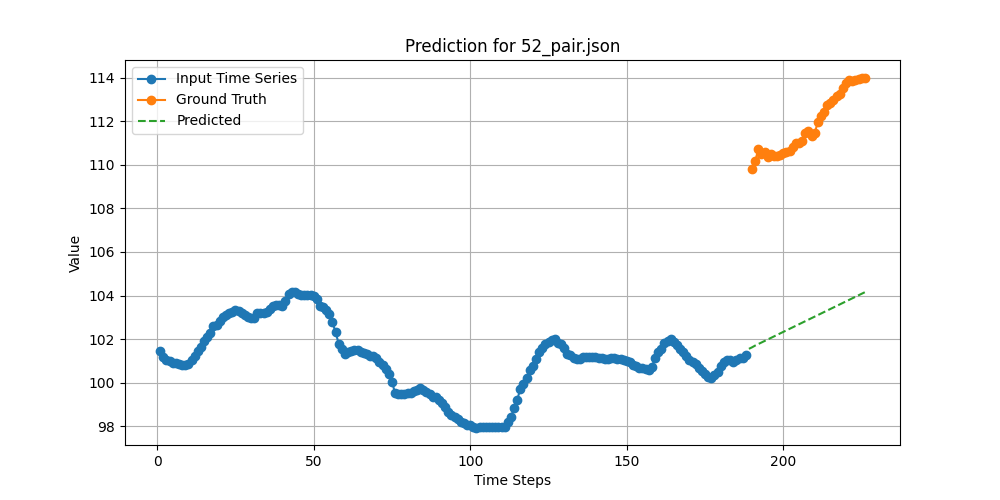 Prediction for 52_pair.json
Input Time Series
Ground Truth
Predicted
114
112
110
108
106
104
102
100
98
Value
0
50
100
150
200
Time Steps